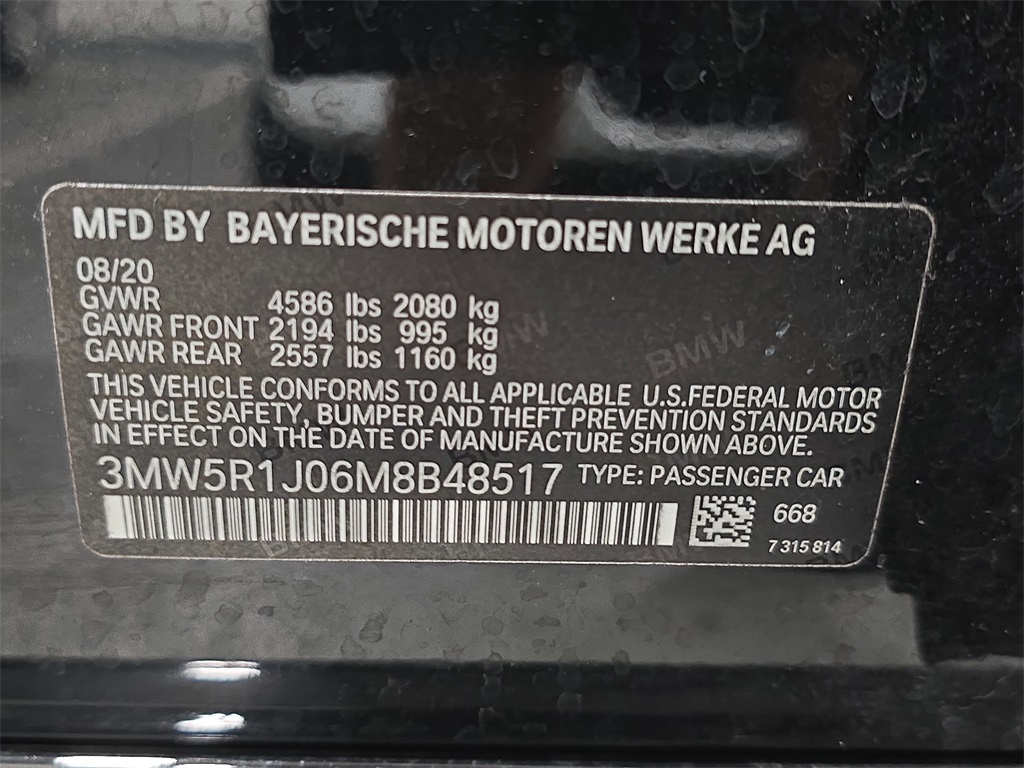 MFD BY BAYERISCHE MOTOREN WERKE AG
08/20
GVWR 4586 lbs 2080 kg
GAWR FRONT 2194 lbs 995 kg
GAWR REAR 2557 lbs 1160 kg
THIS VEHICLE CONFORMS TO ALL APPLICABLE U.S.FEDERAL MOTOR
VEHICLE SAFETY, BUMPER AND THEFT PREVENTION STANDARDS
IN EFFECT ON THE DATE OF MANUFACTURE SHOWN ABOVE.
3MW5R1J06M8B48517 TYPE: PASSENGER CAR
668
7 315 814